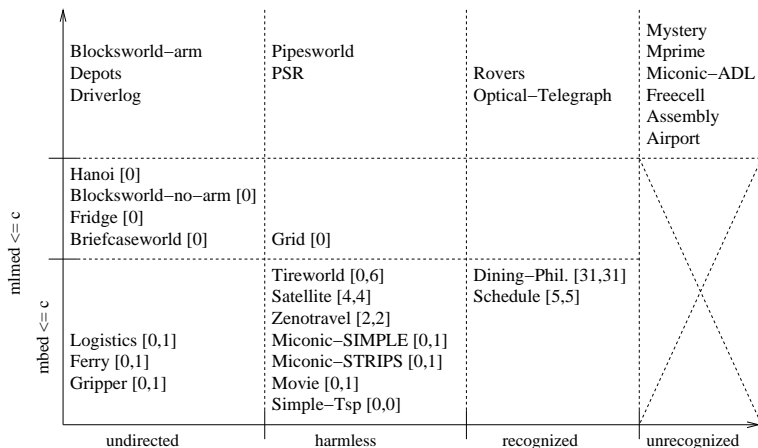 Mystery
Blocksworld−arm Pipesworld Mprime
Depots PSR Rovers Miconic−ADL
Driverlog Optical−Telegraph Freecell
Assembly
Airport
Hanoi [0]
Blocksworld−no−arm [0]
Fridge [0]
Briefcaseworld [0] Grid [0]
mlmed <= c
Tireworld [0,6] Dining−Phil. [31,31]
Satellite [4,4] Schedule [5,5]
Zenotravel [2,2]
Logistics [0,1] Miconic−SIMPLE [0,1]
Ferry [0,1] Miconic−STRIPS [0,1]
Gripper [0,1] Movie [0,1]
Simple−Tsp [0,0]
mbed <= c
undirected harmless recognized unrecognized